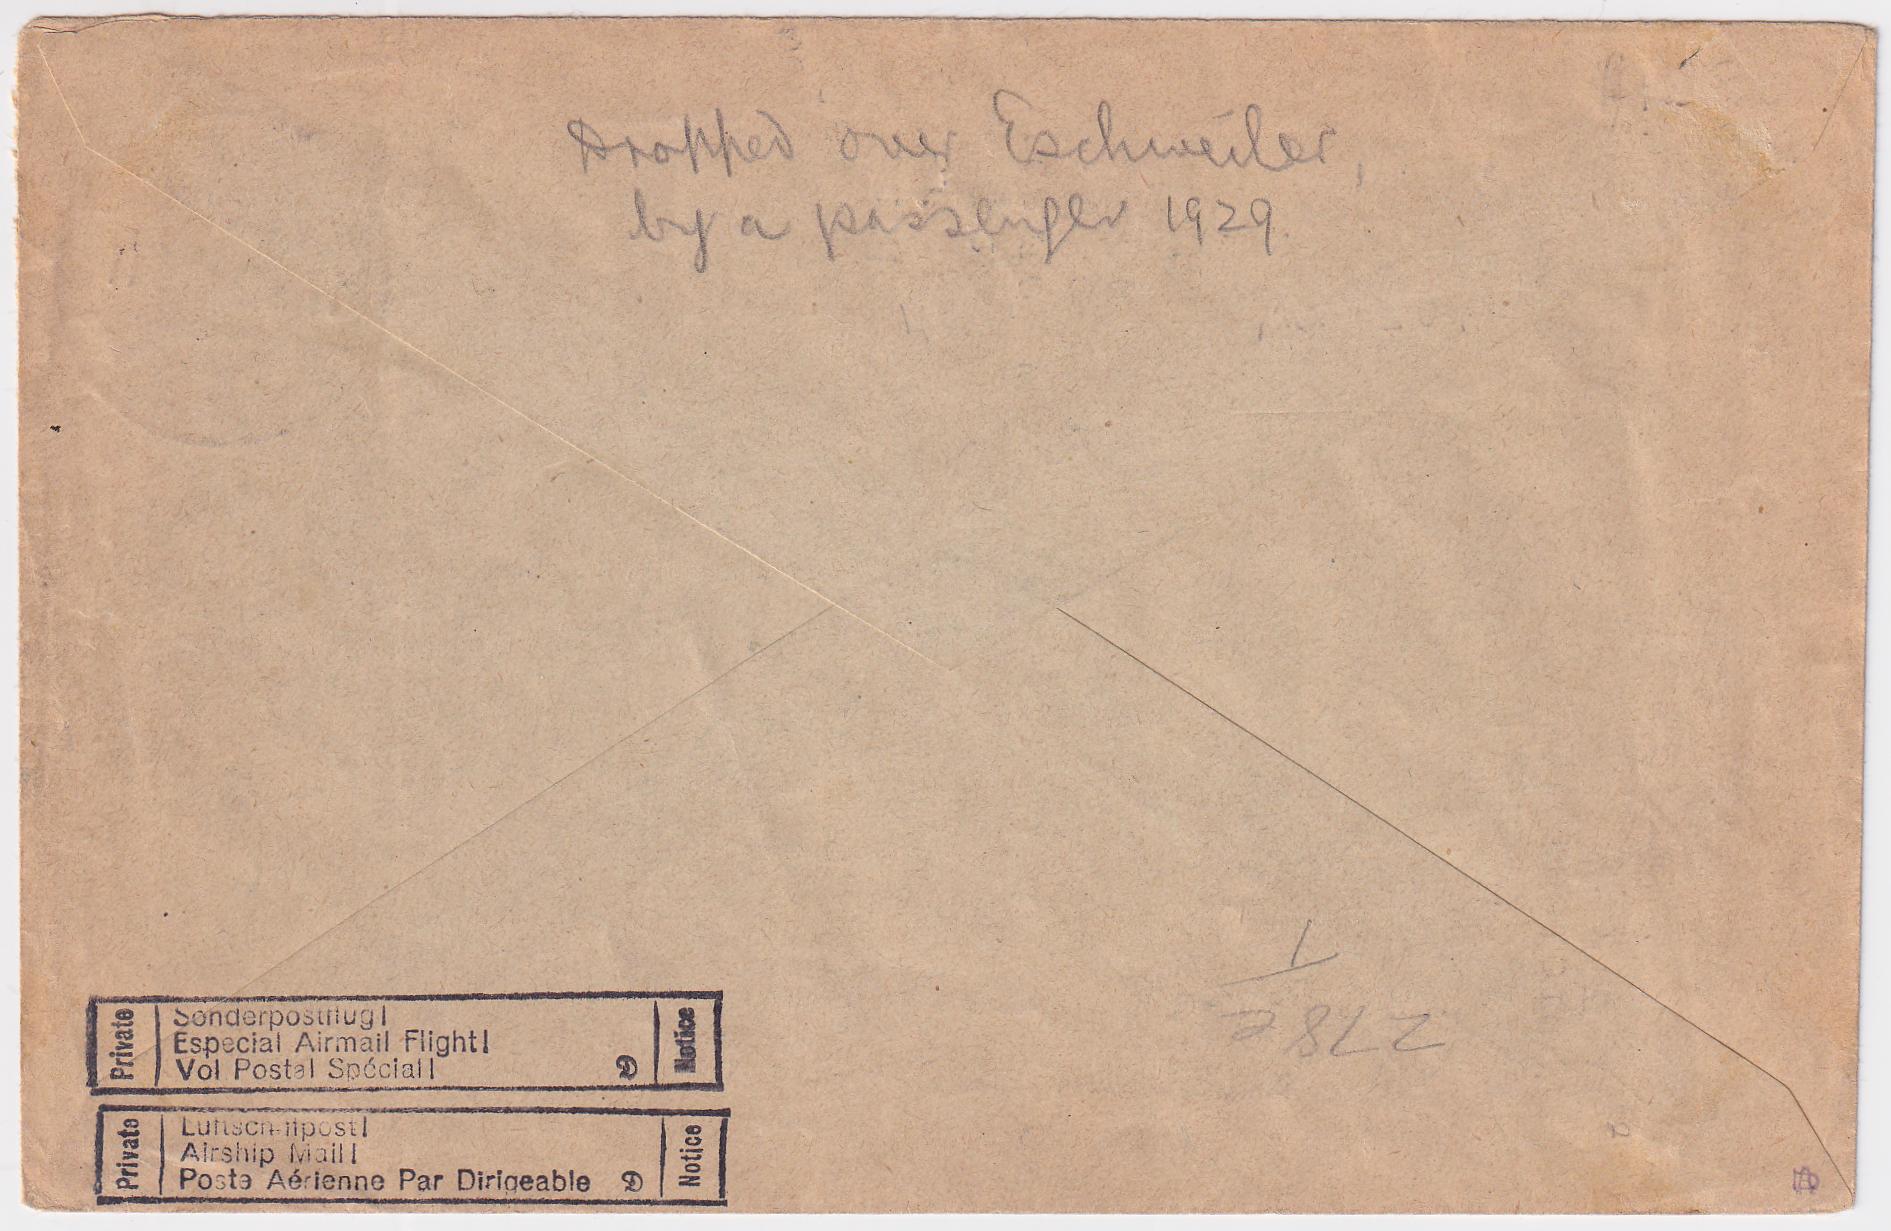 Dropped over Eschweiler,
by a passenger 1929.
1
278e
Private
Sonderpostflug!
Especial Airmail Flight!
Vol Postal Spécial!
D
Notice
Private
Luftschiffpost!
Airship Mail!
Poste Aérienne Par Dirigeable
D
Notice